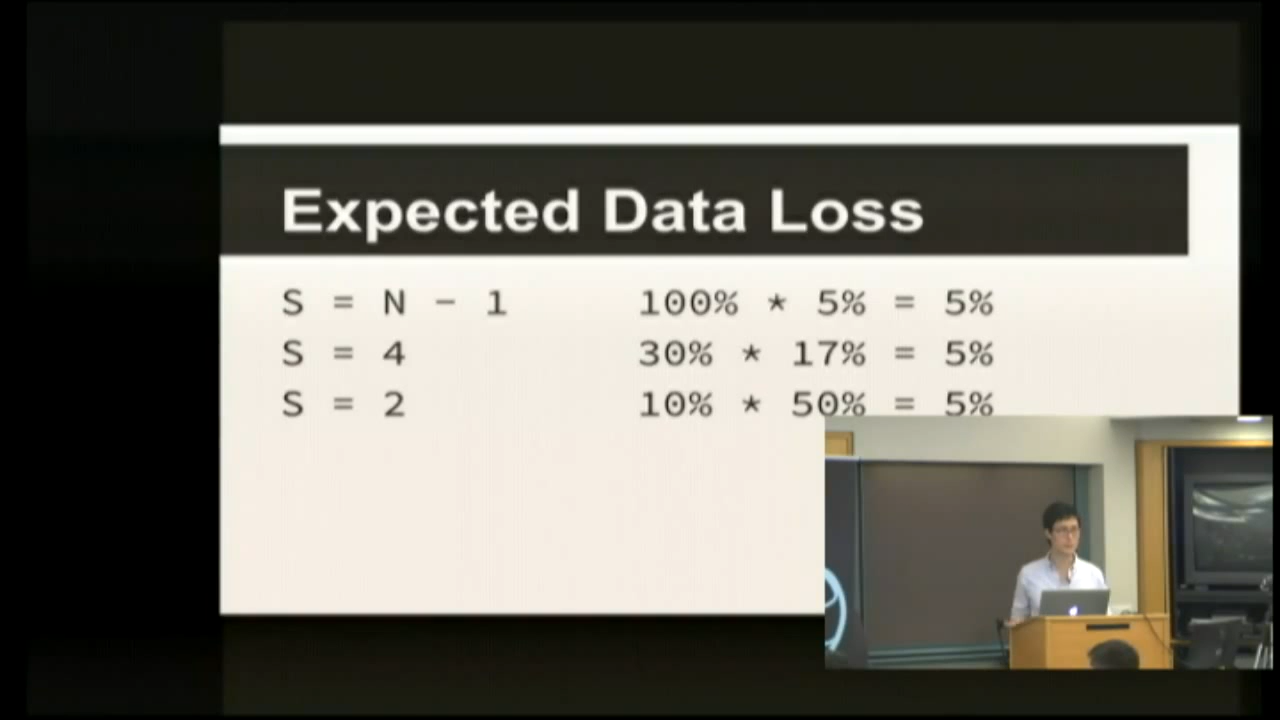 Expected Data Loss
S = N - 1 100% * 5% = 5%
S = 4 30% * 17% = 5%
S = 2 10% * 50% = 5%